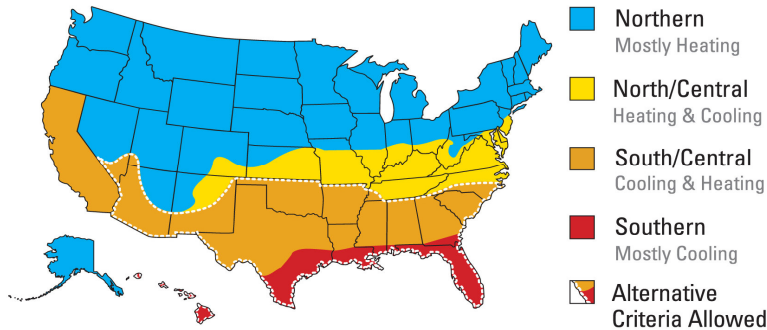 Northern
Mostly Heating
North/Central
Heating & Cooling
South/Central
Cooling & Heating
Southern
Mostly Cooling
Alternative
Criteria Allowed